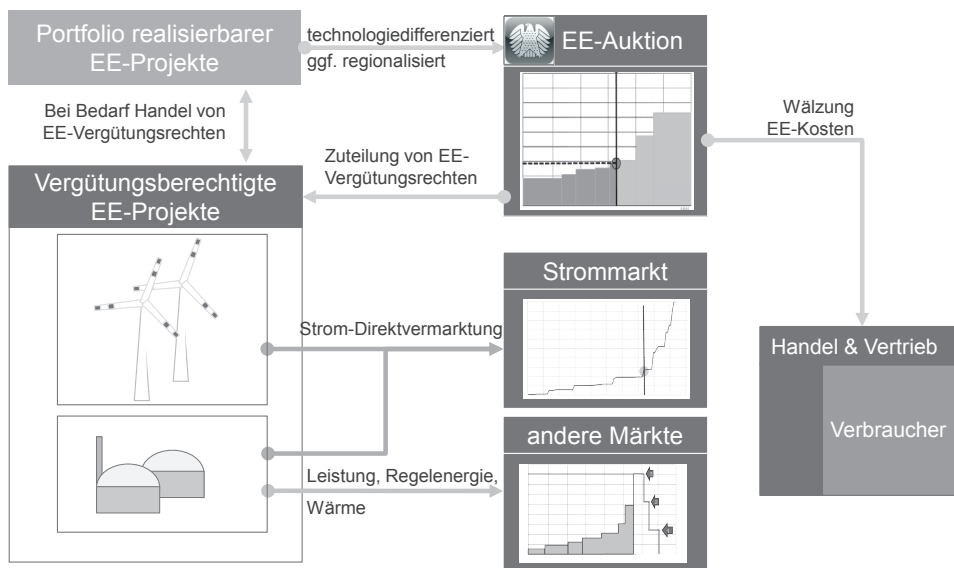 Portfolio realisierbarer
EE-Projekte
technologiedifferenziert
ggf. regionalisiert
EE-Auktion
Bei Bedarf Handel von
EE-Vergütungsrechten
Wälzung
EE-Kosten
Zuteilung von EE-
Vergütungsrechten
Vergütungsberechtigte
EE-Projekte
Strommarkt
Strom-Direktvermarktung
Handel & Vertrieb
Verbraucher
andere Märkte
Leistung, Regelenergie,
Wärme